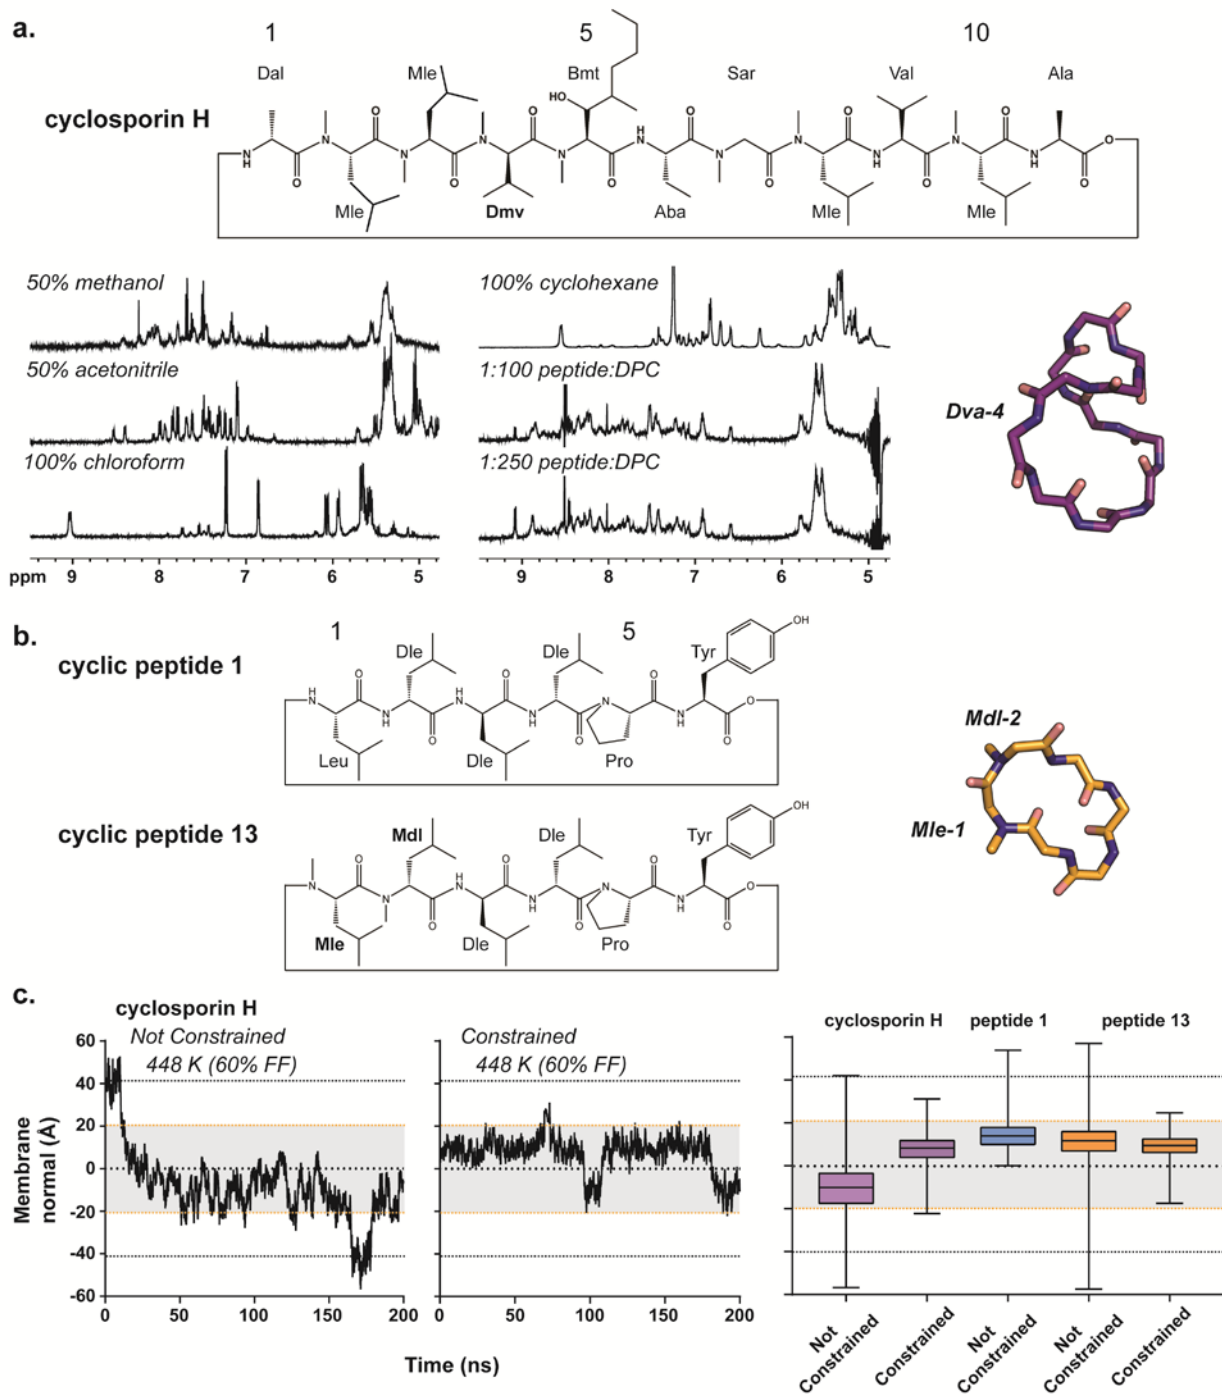 a.
1 5 10
Dal Mle Bmt Sar Val Ala
cyclosporin H
HO
N H O N O N O N O N O H N O N O N O N H O N O N H O O
Mle Dmv Aba Mle Mle
50% methanol
50% acetonitrile
100% chloroform
ppm 9 8 7 6 5
100% cyclohexane
1:100 peptide:DPC
1:250 peptide:DPC
9 8 7 6 5
Dva-4
b.
1 5
cyclic peptide 1
Dle Dle Tyr OH
H N O N H O H N O N H O N O N H O O
Leu Dle Pro
cyclic peptide 13
Mdl Dle Tyr OH
N O N O H N O N H O N O N H O O
Mle Dle Pro
Mdl-2
Mle-1
c.
cyclosporin H
Not Constrained
448 K (60% FF)
Constrained
448 K (60% FF)
Membrane
normal (Å)
60
40
20
0
-20
-40
-60
0 50 100 150 200
0 50 100 150 200
Time (ns)
cyclosporin H peptide 1 peptide 13
Not
Constrained
Constrained
Not
Constrained
Not
Constrained
Constrained